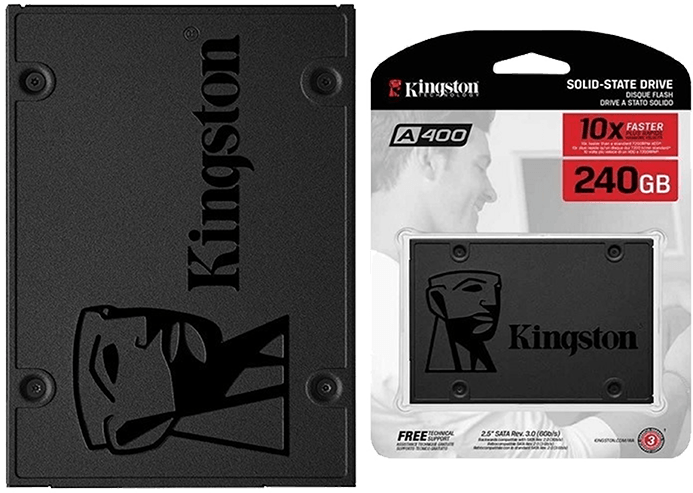 Kingston
Kingston
TECHNOLOGY
A400
SOLID-STATE DRIVE
DISQUE FLASH
DRIVE A STATO SOLIDO
10x FASTER
240GB
Kingston
FREE TECHNICAL
SUPPORT
2.5" SATA Rev. 3.0 (6Gb/s)
KINGSTON.COM/WA
3